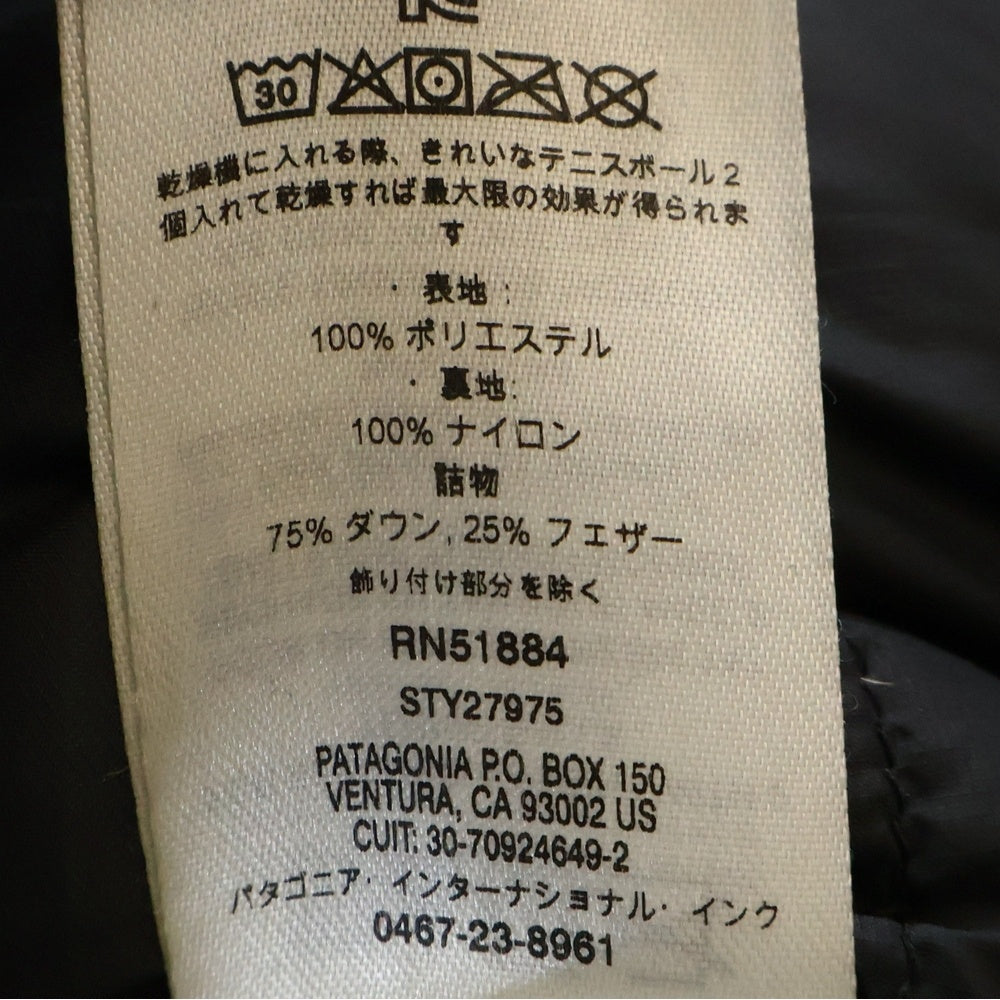 30
乾燥機に入れる際、きれいなテニスボール2
個入れて乾燥すれば最大限の効果が得られま
す
・表地:
100% ポリエステル
・裏地:
100% ナイロン
詰物
75% ダウン, 25% フェザー
飾り付け部分を除く
RN51884
STY27975
PATAGONIA P.O. BOX 150
VENTURA, CA 93002 US
CUIT: 30-70924649-2
パタゴニア・インターナショナル・インク
0467-23-8961